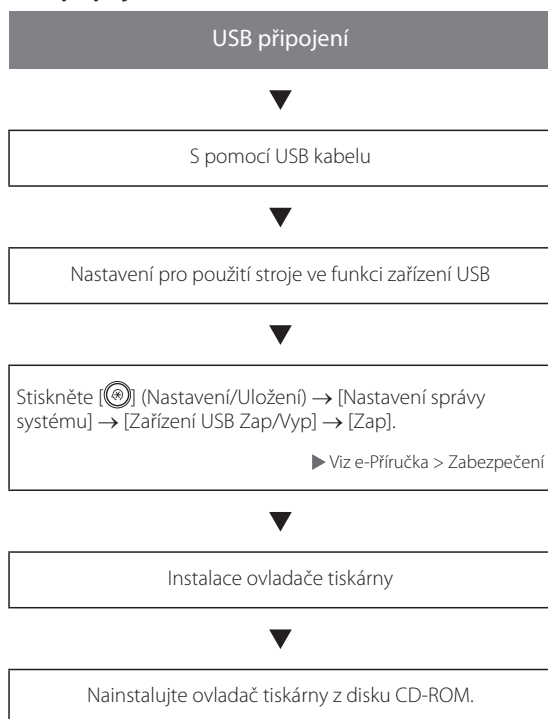 USB připojení
S pomocí USB kabelu
Nastavení pro použití stroje ve funkci zařízení USB
Stiskněte [] (Nastavení/Uložení) → [Nastavení správy
systému] → [Zařízení USB Zap/Vyp] → [Zap].
▶ Viz e-Příručka > Zabezpečení
Instalace ovladače tiskárny
Nainstalujte ovladač tiskárny z disku CD-ROM.